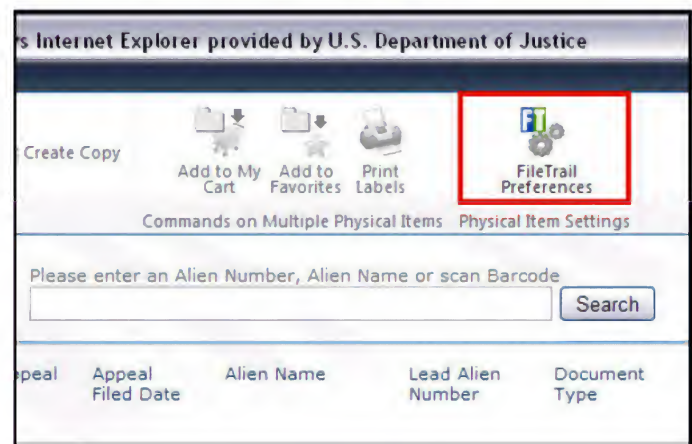 's Internet Explorer provided by U.S. Department of Justice
Create Copy
Add to My Cart
Add to Favorites
Print Labels
FT
FileTrail Preferences
Commands on Multiple Physical Items
Physical Item Settings
Please enter an Alien Number, Alien Name or scan Barcode
Search
peal
Appeal Filed Date
Alien Name
Lead Alien Number
Document Type